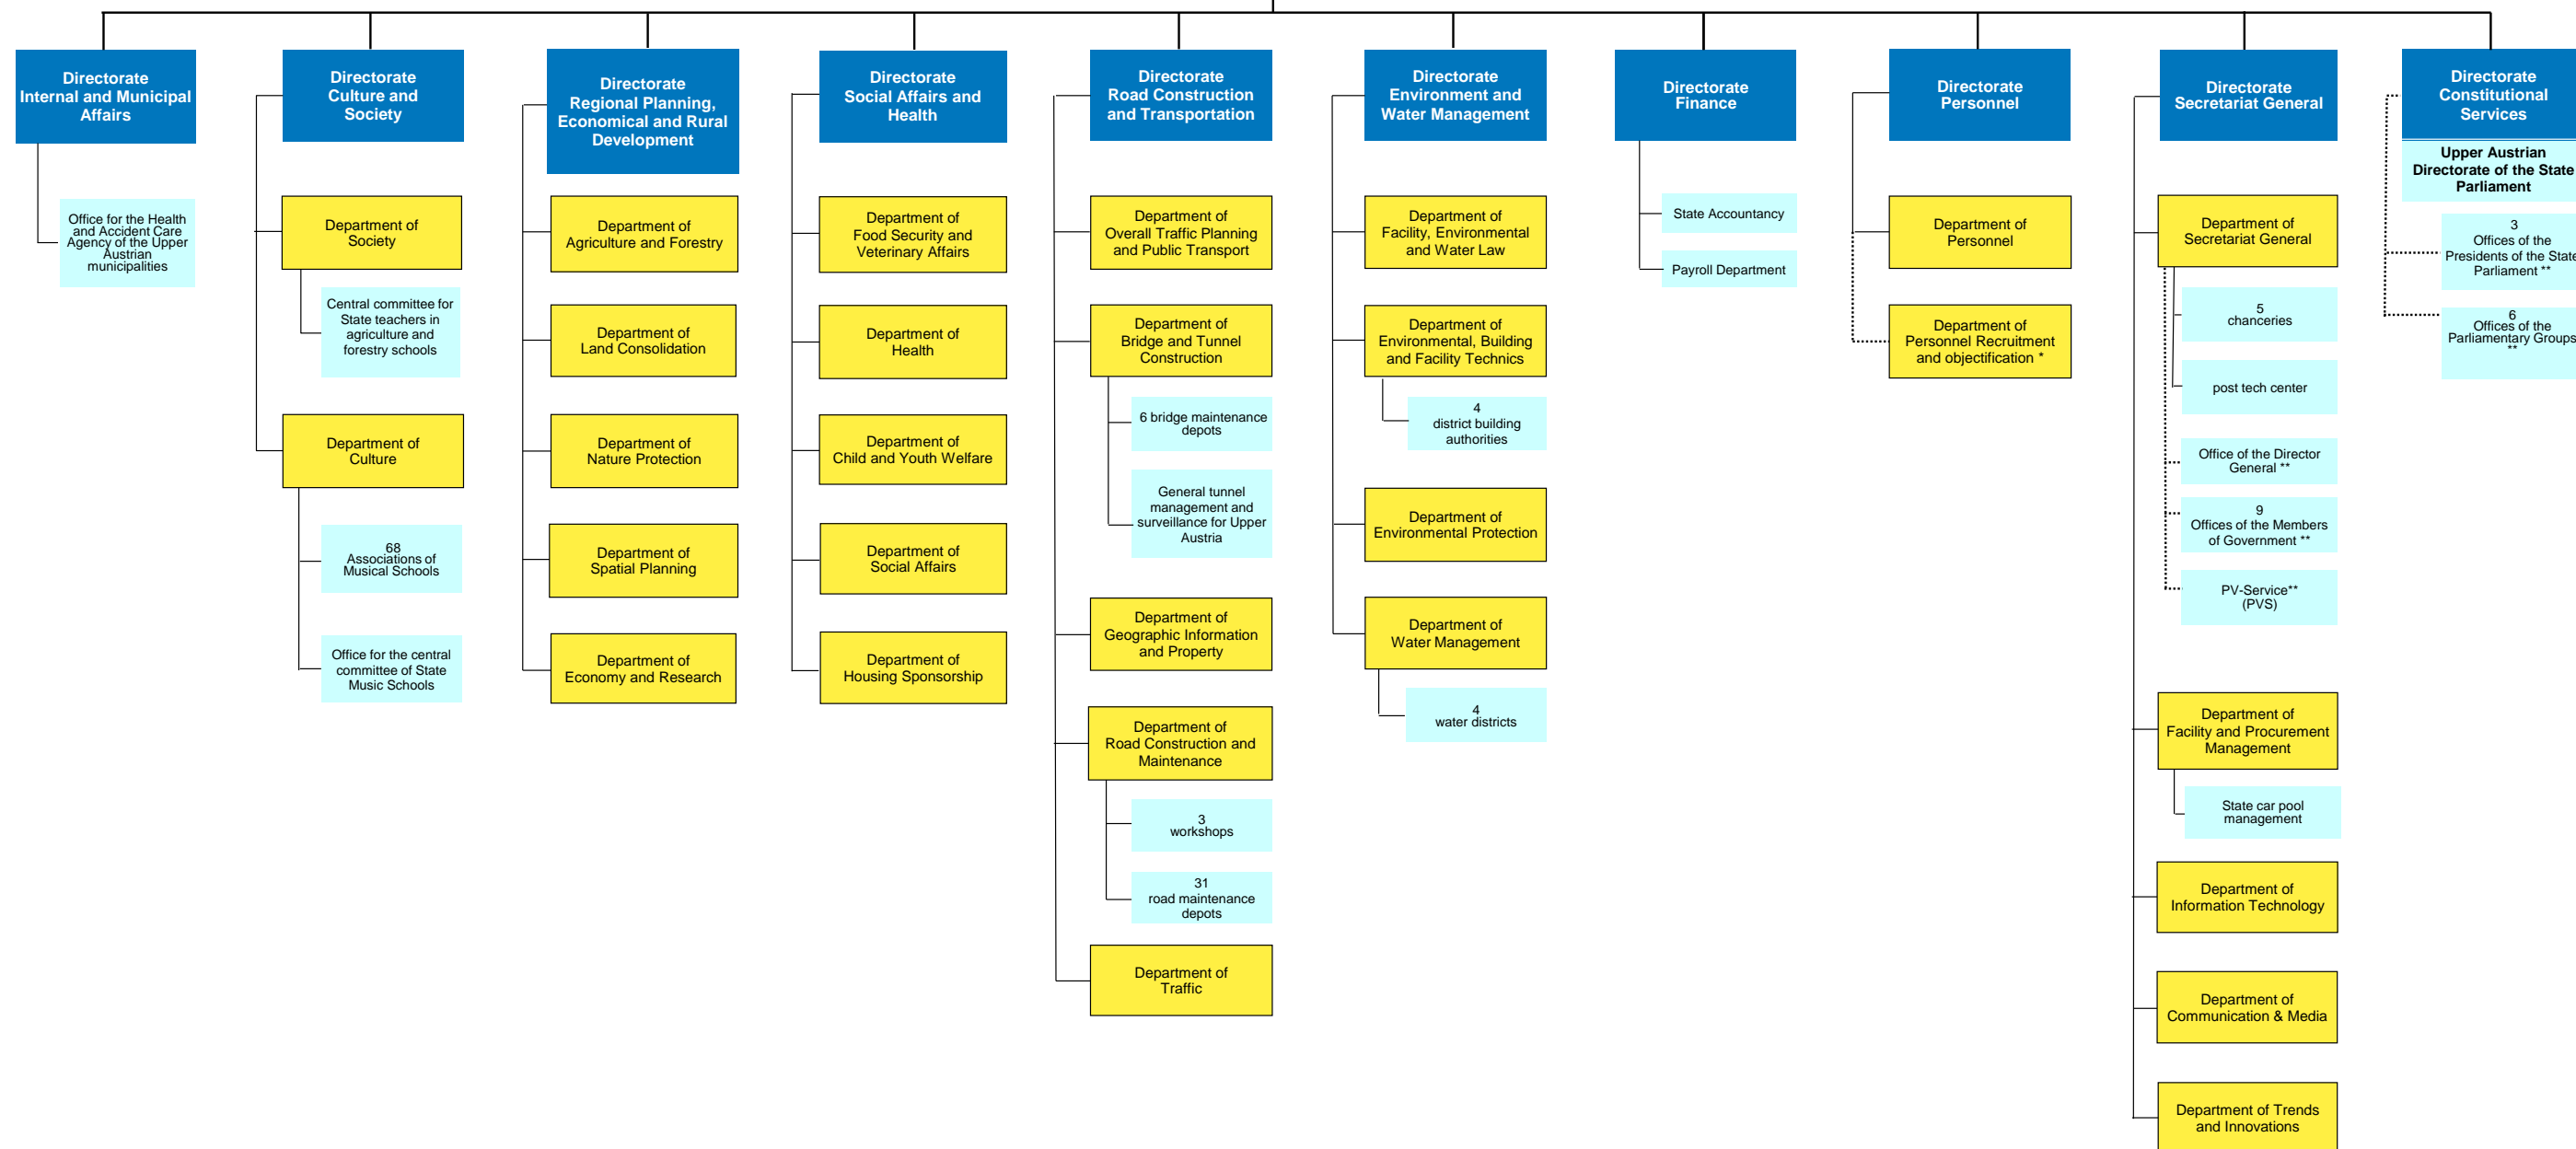 Directorate
Internal and Municipal
Affairs
Office for the Health
and Accident Care
Agency of the Upper
Austrian
municipalities
Directorate
Culture and
Society
Department of
Society
Central committee for
State teachers in
agriculture and
forestry schools
Department of
Culture
68
Associations of
Musical Schools
Office for the central
committee of State
Music Schools
Directorate
Regional Planning,
Economical and Rural
Development
Department of
Agriculture and Forestry
Department of
Land Consolidation
Department of
Nature Protection
Department of
Spatial Planning
Department of
Economy and Research
Directorate
Social Affairs and
Health
Department of
Food Security and
Veterinary Affairs
Department of
Health
Department of
Child and Youth Welfare
Department of
Social Affairs
Department of
Housing Sponsorship
Directorate
Road Construction
and Transportation
Department of
Overall Traffic Planning
and Public Transport
Department of
Bridge and Tunnel
Construction
6 bridge maintenance
depots
General tunnel
management and
surveillance for Upper
Austria
Department of
Geographic Information
and Property
Department of
Road Construction and
Maintenance
3
workshops
31
road maintenance
depots
Department of
Traffic
Directorate
Environment and
Water Management
Department of
Facility, Environmental
and Water Law
Department of
Environmental, Building
and Facility Technics
4
district building
authorities
Department of
Environmental Protection
Department of
Water Management
4
water districts
Directorate
Finance
State Accountancy
Payroll Department
Directorate
Personnel
Department of
Personnel
Department of
Personnel Recruitment
and objectification *
Directorate
Secretariat General
Department of
Secretariat General
5
chanceries
post tech center
Office of the Director
General **
9
Offices of the Members
of Government **
PV-Service**
(PVS)
Department of
Facility and Procurement
Management
State car pool
management
Department of
Information Technology
Department of
Communication & Media
Department of Trends
and Innovations
Directorate
Constitutional
Services
Upper Austrian
Directorate of the State
Parliament
3
Offices of the
Presidents of the State
Parliament **
6
Offices of the
Parliamentary Groups
**